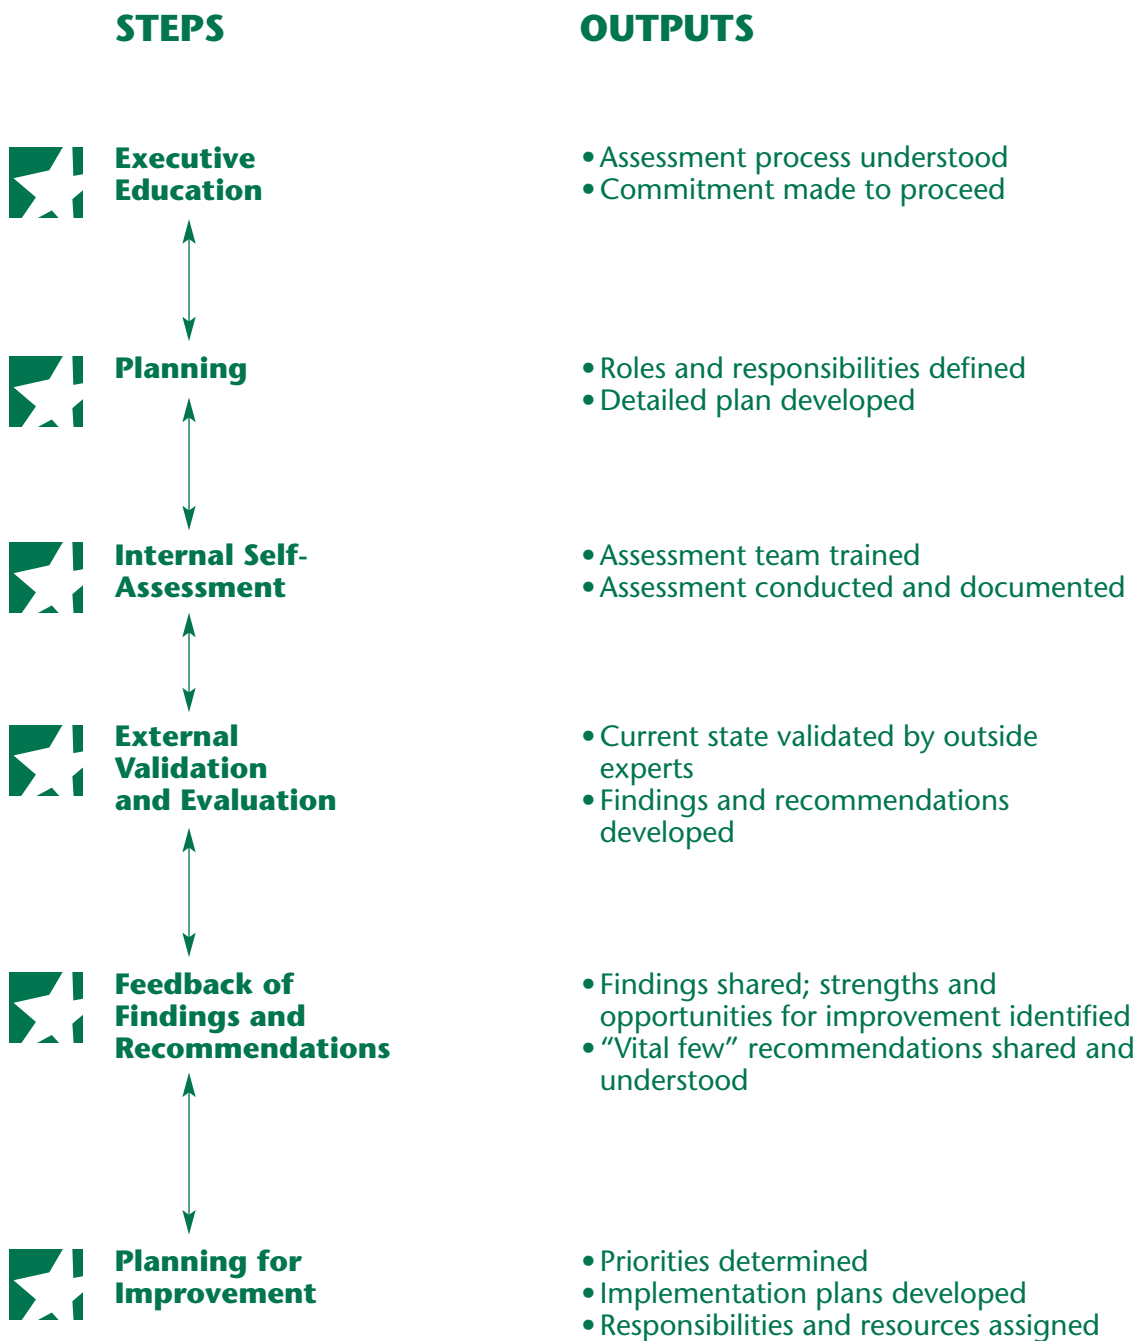 STEPS
OUTPUTS
Executive
Education
•Assessment process understood
•Commitment made to proceed
Planning
•Roles and responsibilities defined
•Detailed plan developed
Internal Self-
Assessment
•Assessment team trained
•Assessment conducted and documented
External
Validation
and Evaluation
•Current state validated by outside
experts
•Findings and recommendations
developed
Feedback of
Findings and
Recommendations
•Findings shared; strengths and
opportunities for improvement identified
•“Vital few” recommendations shared and
understood
Planning for
Improvement
•Priorities determined
•Implementation plans developed
•Responsibilities and resources assigned